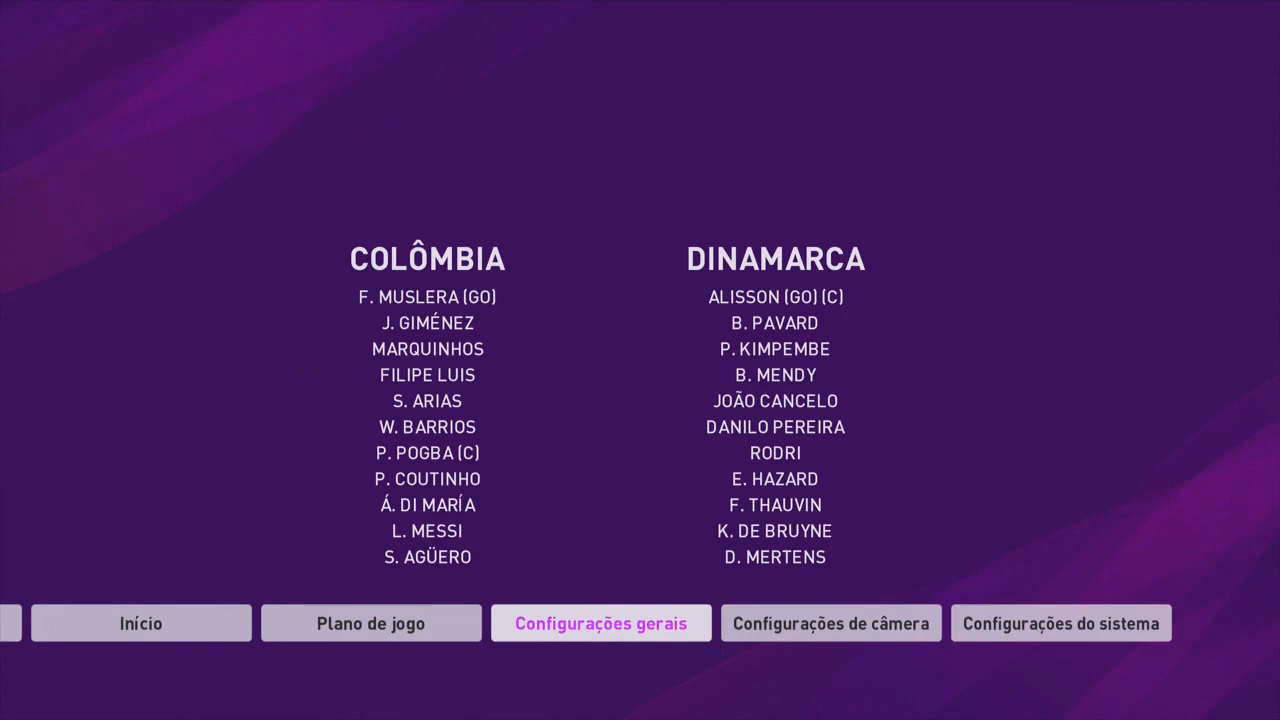 COLÔMBIA
F. MUSLERA (GO)
J. GIMÉNEZ
MARQUINHOS
FILIPE LUIS
S. ARIAS
W. BARRIOS
P. POGBA (C)
P. COUTINHO
Á. DI MARÍA
L. MESSI
S. AGÜERO
DINAMARCA
ALISSON (GO) (C)
B. PAVARD
P. KIMPEMBE
B. MENDY
JOÃO CANCELO
DANILO PEREIRA
RODRI
E. HAZARD
F. THAUVIN
K. DE BRUYNE
D. MERTENS
Início
Plano de jogo
Configurações gerais
Configurações de câmera
Configurações do sistema